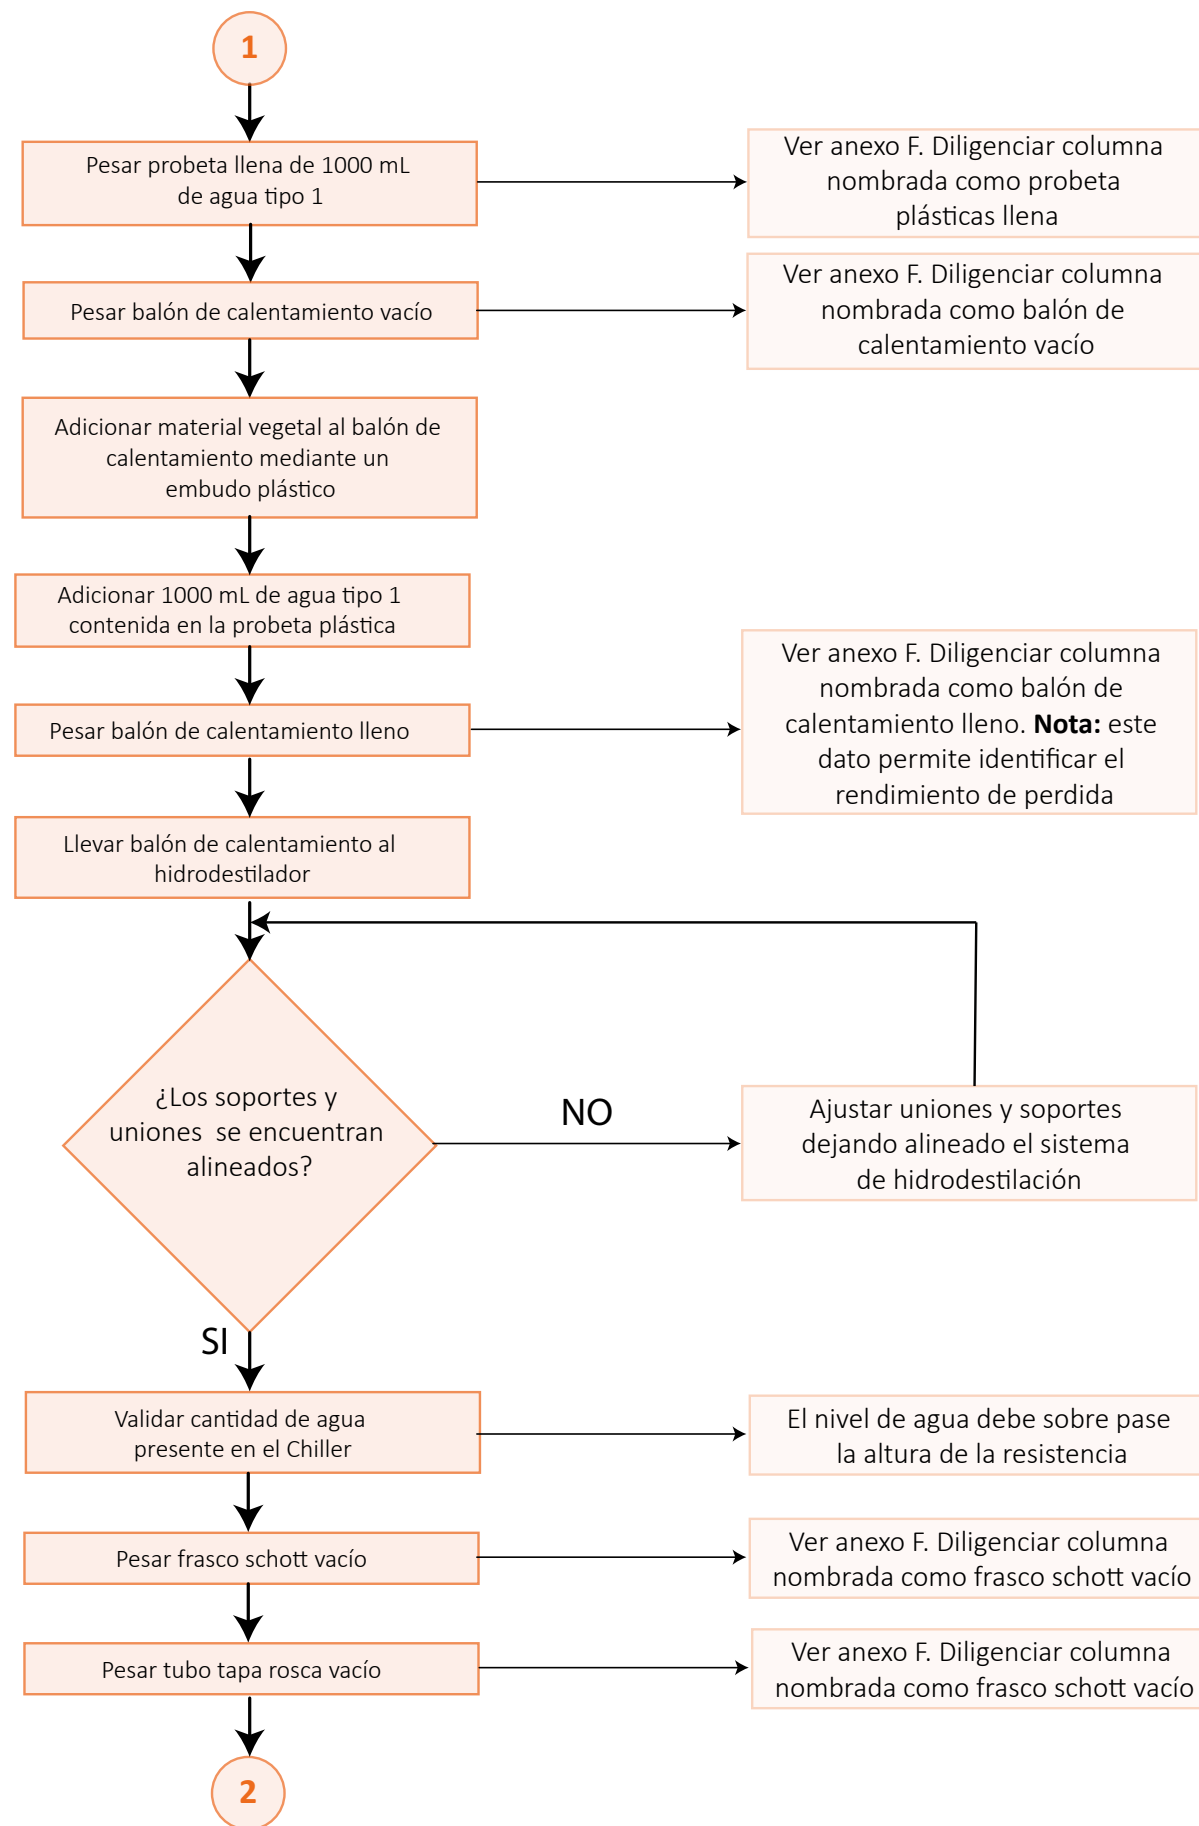 1
Pesar probeta llena de 1000 mL
de agua tipo 1
Ver anexo F. Diligenciar columna
nombrada como probeta
plásticas llena
Pesar balón de calentamiento vacío
Ver anexo F. Diligenciar columna
nombrada como balón de
calentamiento vacío
Adicionar material vegetal al balón de
calentamiento mediante un
embudo plástico
Adicionar 1000 mL de agua tipo 1
contenida en la probeta plástica
Pesar balón de calentamiento lleno
Ver anexo F. Diligenciar columna
nombrada como balón de
calentamiento lleno. Nota: este
dato permite identificar el
rendimiento de perdida
Llevar balón de calentamiento al
hidrodestilador
¿Los soportes y
uniones se encuentran
alineados?
NO
Ajustar uniones y soportes
dejando alineado el sistema
de hidrodestilación
SI
Validar cantidad de agua
presente en el Chiller
El nivel de agua debe sobre pase
la altura de la resistencia
Pesar frasco schott vacío
Ver anexo F. Diligenciar columna
nombrada como frasco schott vacío
Pesar tubo tapa rosca vacío
Ver anexo F. Diligenciar columna
nombrada como frasco schott vacío
2